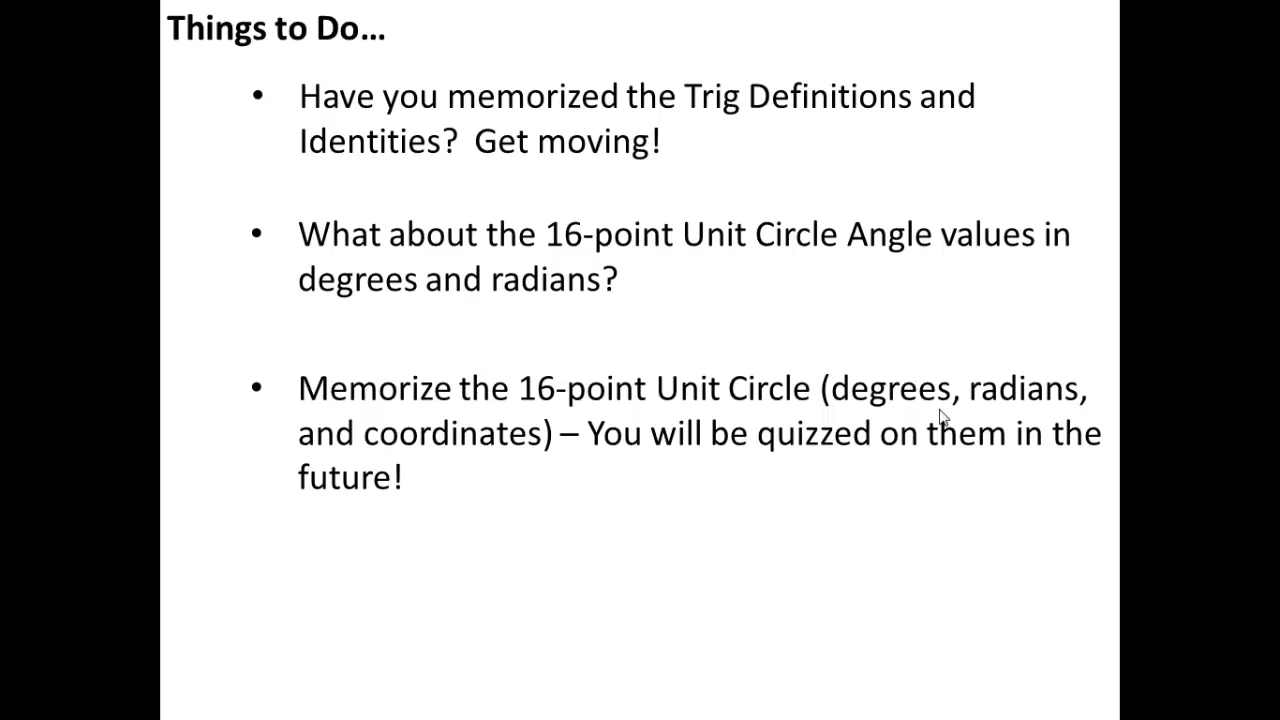 Things to Do...
• Have you memorized the Trig Definitions and
Identities?  Get moving!
• What about the 16-point Unit Circle Angle values in
degrees and radians?
• Memorize the 16-point Unit Circle (degrees, radians,
and coordinates) – You will be quizzed on them in the
future!